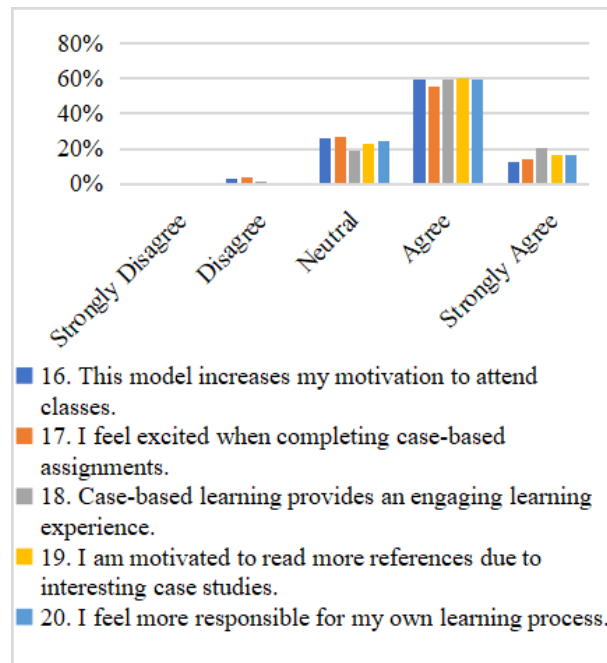 80%
60%
40%
20%
0%
Strongly Disagree
Disagree
Neutral
Agree
Strongly Agree
16. This model increases my motivation to attend
classes.
17. I feel excited when completing case-based
assignments.
18. Case-based learning provides an engaging learning
experience.
19. I am motivated to read more references due to
interesting case studies.
20. I feel more responsible for my own learning process.